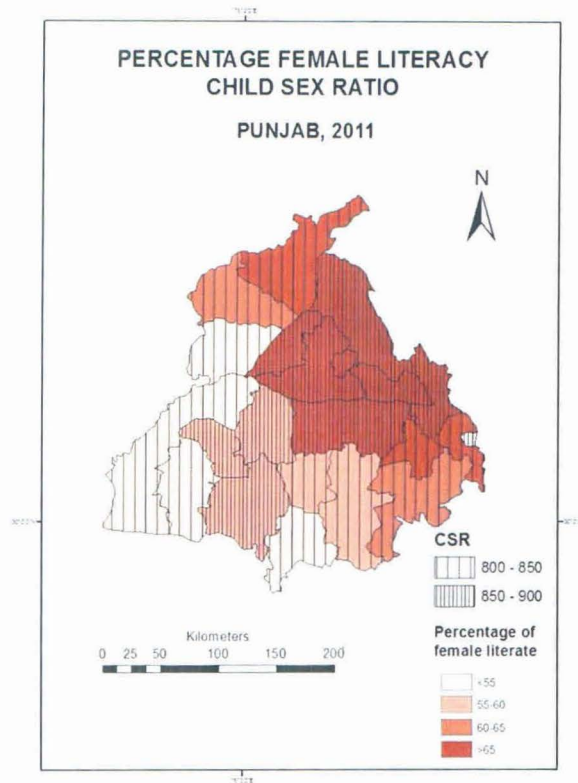 PERCENTAGE FEMALE LITERACY
CHILD SEX RATIO
PUNJAB, 2011
N
CSR
800 - 850
850 - 900
Kilometers
0 25 50 100 150 200
Percentage of
female literate
<55
55-60
60-65
>65